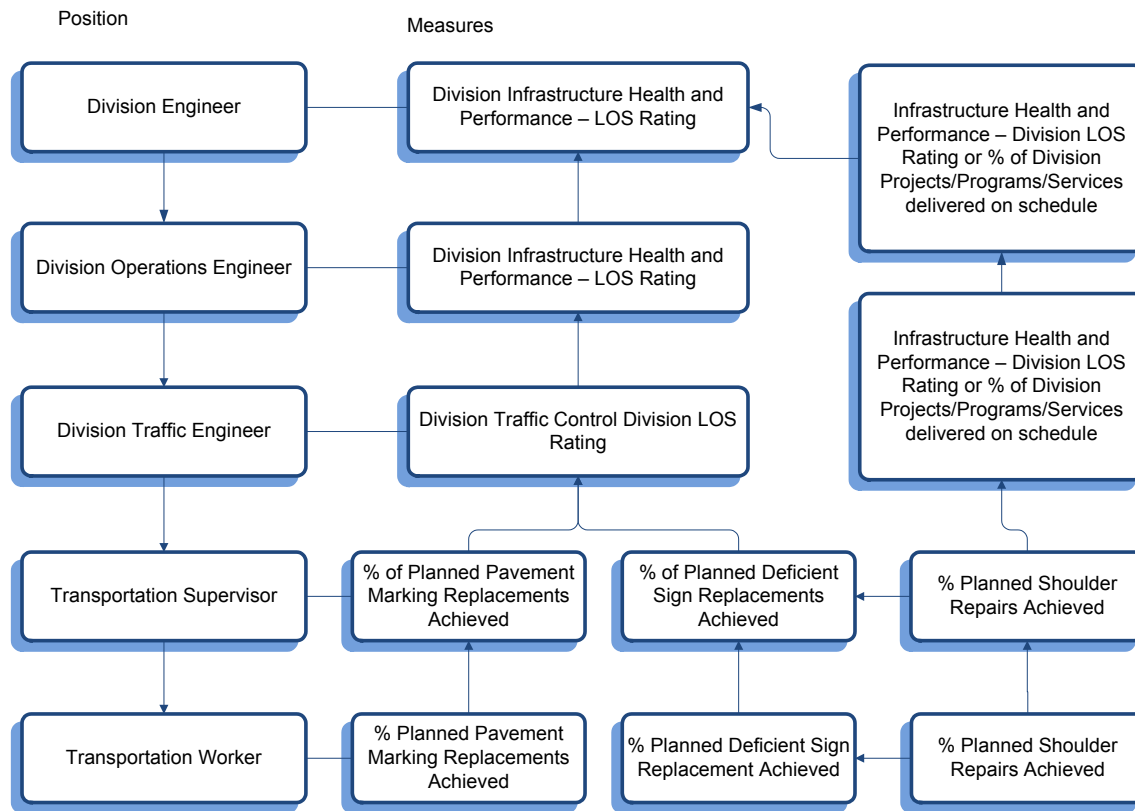 Position
Measures
Division Engineer
Division Infrastructure Health and
Performance – LOS Rating
Infrastructure Health and
Performance – Division LOS
Rating or % of Division
Projects/Programs/Services
delivered on schedule
Division Operations Engineer
Division Infrastructure Health and
Performance – LOS Rating
Infrastructure Health and
Performance – Division LOS
Rating or % of Division
Projects/Programs/Services
delivered on schedule
Division Traffic Engineer
Division Traffic Control Division LOS
Rating
Transportation Supervisor
% of Planned Pavement
Marking Replacements
Achieved
% of Planned Deficient
Sign Replacements
Achieved
% Planned Shoulder
Repairs Achieved
Transportation Worker
% Planned Pavement
Marking Replacements
Achieved
% Planned Deficient Sign
Replacement Achieved
% Planned Shoulder
Repairs Achieved